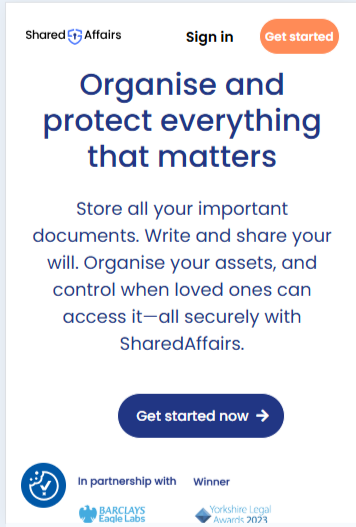 Shared Affairs
Sign in
Get started
Organise and
protect everything
that matters
Store all your important
documents. Write and share your
will. Organise your assets, and
control when loved ones can
access it—all securely with
SharedAffairs.
Get started now →
In partnership with
Winner
BARCLAYS
Eagle Labs
Yorkshire Legal
Awards 2023